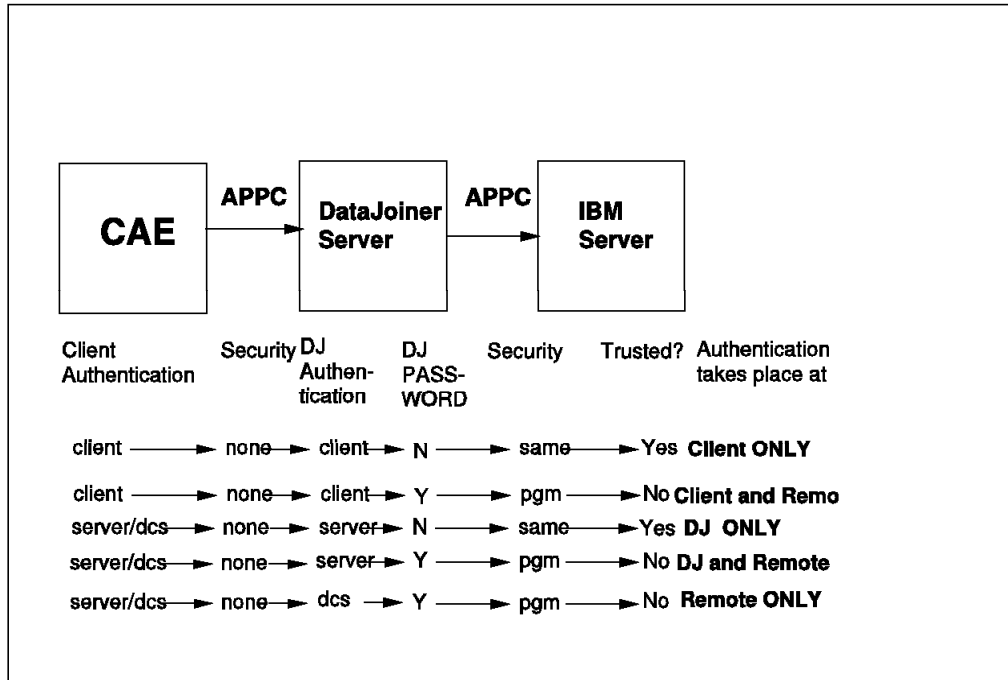 APPC
APPC
CAE
DataJoiner
Server
IBM
Server
Client
Authentication
Security
DJ
Authen-
tication
DJ
PASS-
WORD
Security
Trusted?
Authentication
takes place at
client none client N same Yes Client ONLY
client none client Y pgm No Client and Remo
server/dcs none server N same Yes DJ ONLY
server/dcs none server Y pgm No DJ and Remote
server/dcs none dcs Y pgm No Remote ONLY